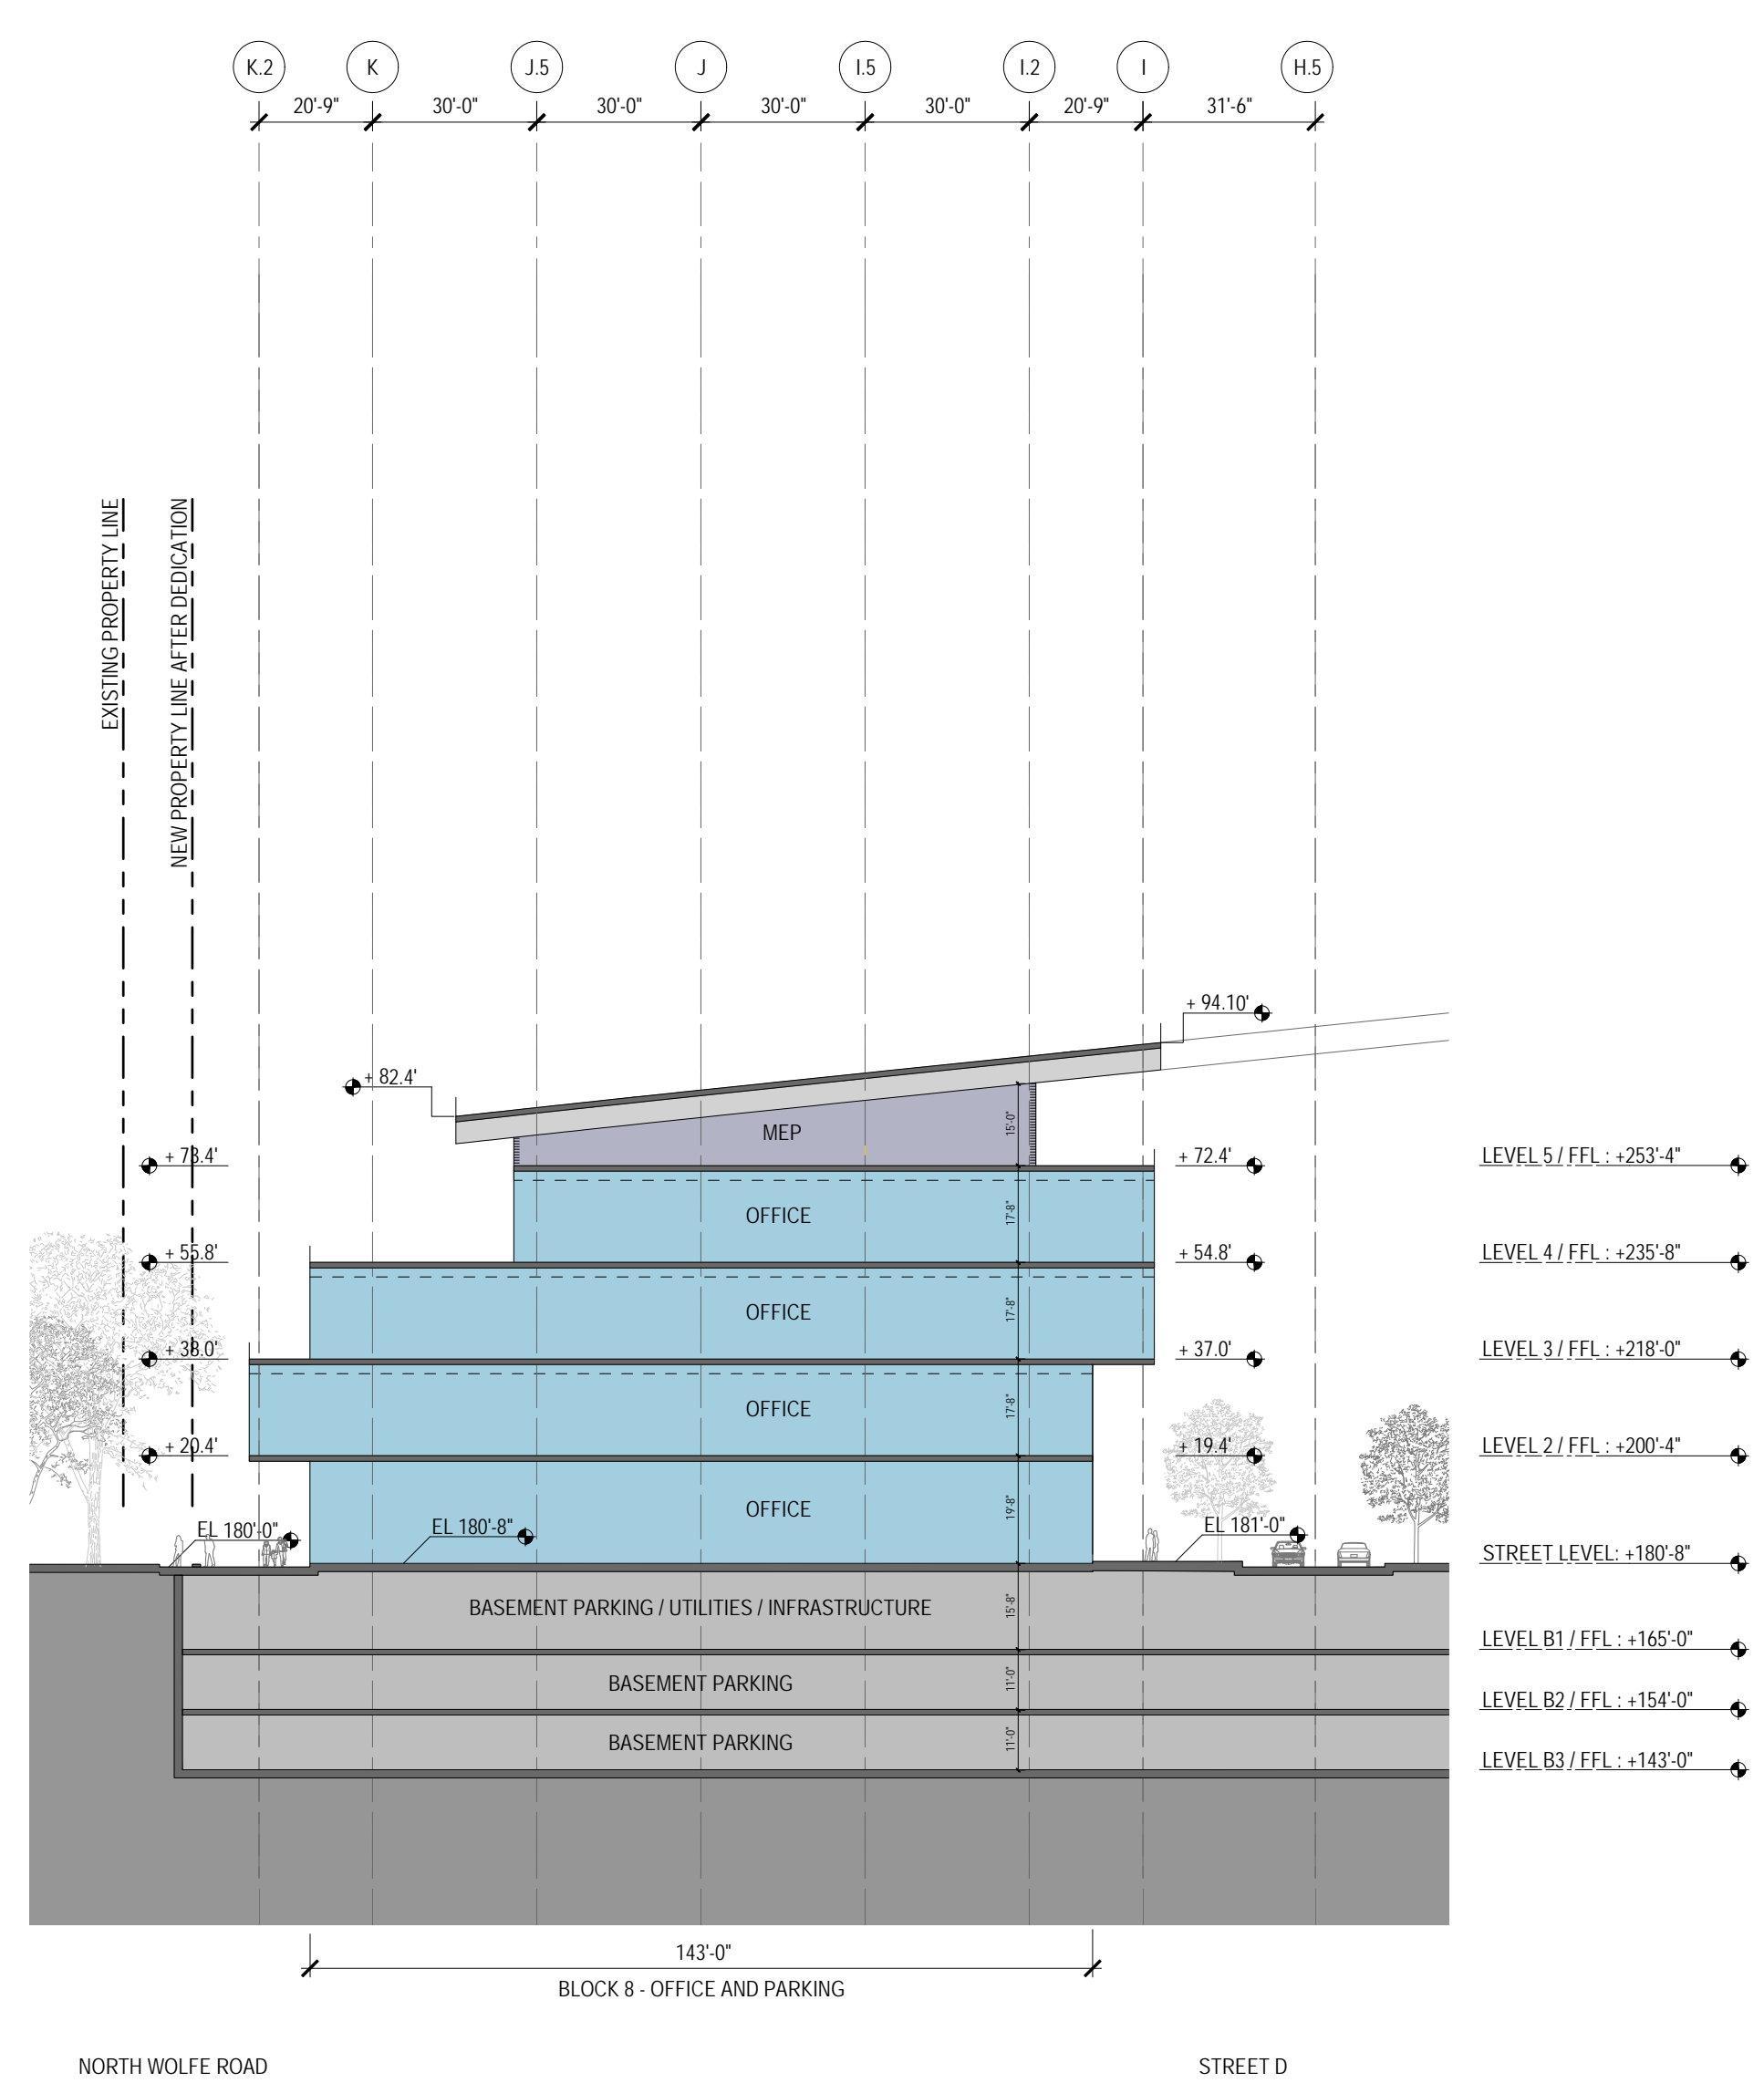 K.2 K J.5 J I.5 I.2 I H.5
20'-9" 30'-0" 30'-0" 30'-0" 30'-0" 20'-9" 31'-6"
EXISTING PROPERTY LINE
NEW PROPERTY LINE AFTER DEDICATION
+ 94.10'
+ 82.4'
MEP
15'-0"
+ 73.4'
+ 72.4'
LEVEL 5 / FFL : +253'-4"
OFFICE
17'-8"
+ 55.8'
+ 54.8'
LEVEL 4 / FFL : +235'-8"
OFFICE
17'-8"
+ 38.0'
+ 37.0'
LEVEL 3 / FFL : +218'-0"
OFFICE
17'-8"
+ 20.4'
+ 19.4'
LEVEL 2 / FFL : +200'-4"
OFFICE
19'-8"
EL 180'-0"
EL 180'-8"
EL 181'-0"
STREET LEVEL: +180'-8"
BASEMENT PARKING / UTILITIES / INFRASTRUCTURE
15'-8"
LEVEL B1 / FFL : +165'-0"
BASEMENT PARKING
11'-0"
LEVEL B2 / FFL : +154'-0"
BASEMENT PARKING
11'-0"
LEVEL B3 / FFL : +143'-0"
143'-0"
BLOCK 8 - OFFICE AND PARKING
NORTH WOLFE ROAD
STREET D